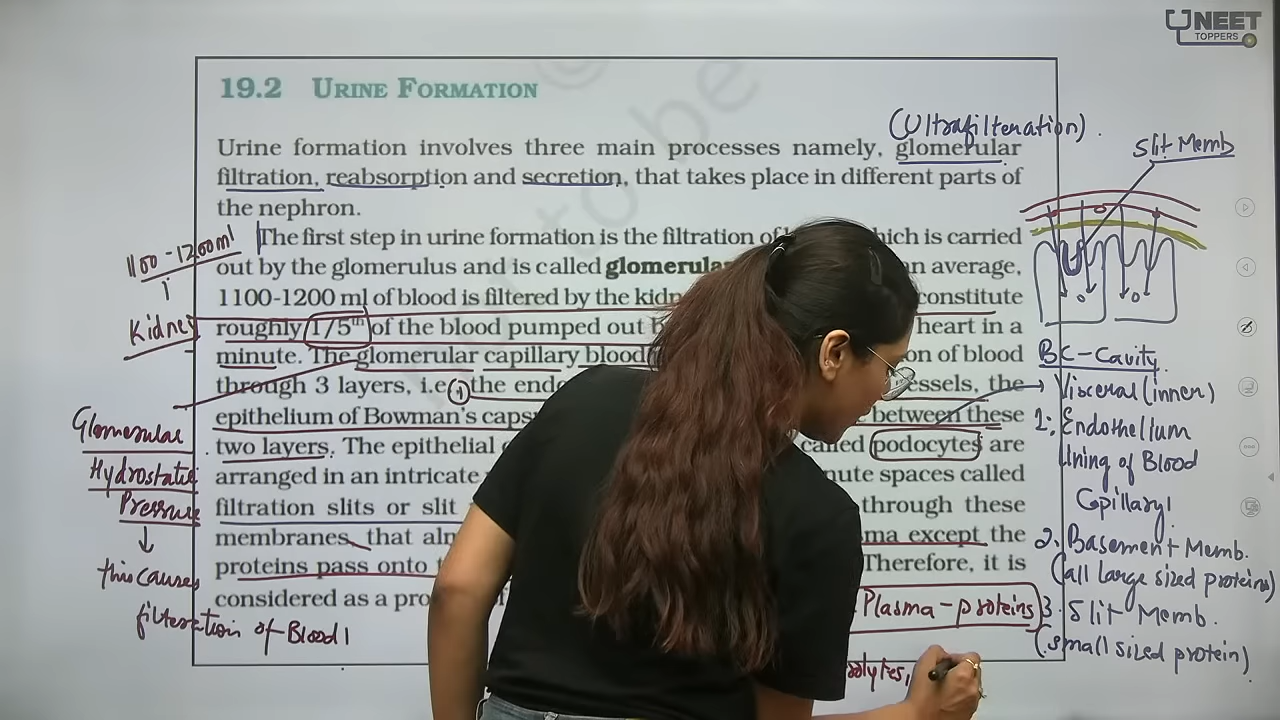 NEET
TOPPERS
19.2 URINE FORMATION
(Ultrafilteration).
Slit Memb
Urine formation involves three main processes namely, glomerular
filtration, reabsorption and secretion, that takes place in different parts of
the nephron.
The first step in urine formation is the filtration of hich is carried
out by the glomerulus and is called glomerula n average,
1100-1200 ml of blood is filtered by the kidn constitute
roughly 1/5th of the blood pumped out b heart in a
minute. The glomerular capillary blood on of blood
through 3 layers, i.e. the endo essels, the
epithelium of Bowman's caps between these
two layers. The epithelial called podocytes are
arranged in an intricate nute spaces called
filtration slits or slit through these
membranes, that alm ma except the
proteins pass onto Therefore, it is
considered as a pro
Plasma-proteins
olytes,
1100-1200ml
Kidney
Glomerular
Hydrostatic
Pressure
↓
this causes
filteration of Blood
BC-Cavity
Visceral (inner)
1. Endothelium
lining of Blood
Capillary
2. Basement Memb.
(all large sized proteins)
3. Slit Memb.
(small sized protein)